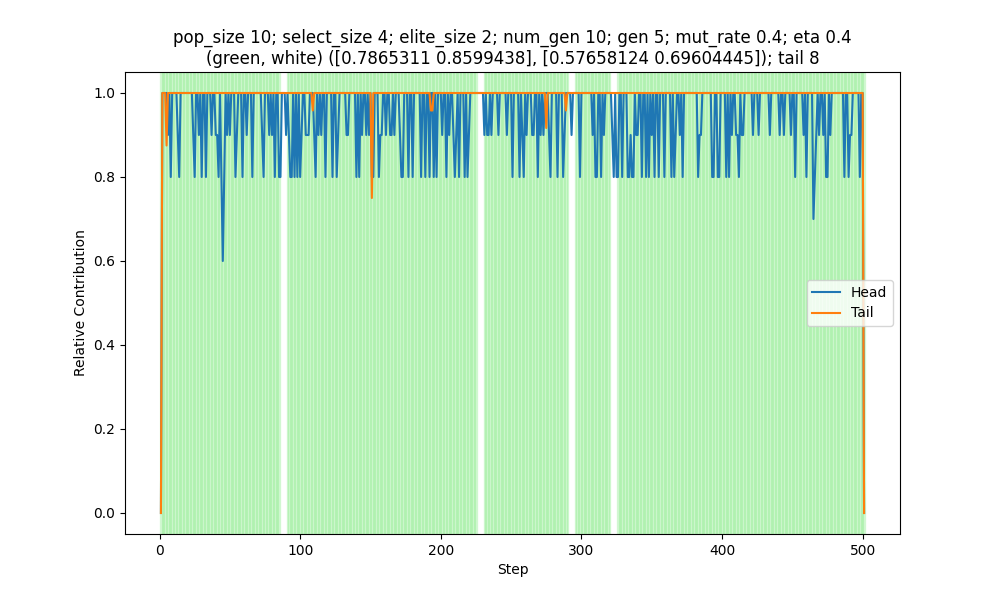 pop_size 10; select_size 4; elite_size 2; num_gen 10; gen 5; mut_rate 0.4; eta 0.4
(green, white) ([0.7865311 0.8599438], [0.57658124 0.69604445]); tail 8
1.0
0.8
0.6
0.4
0.2
0.0
Relative Contribution
Head
Tail
0
100
200
300
400
500
Step